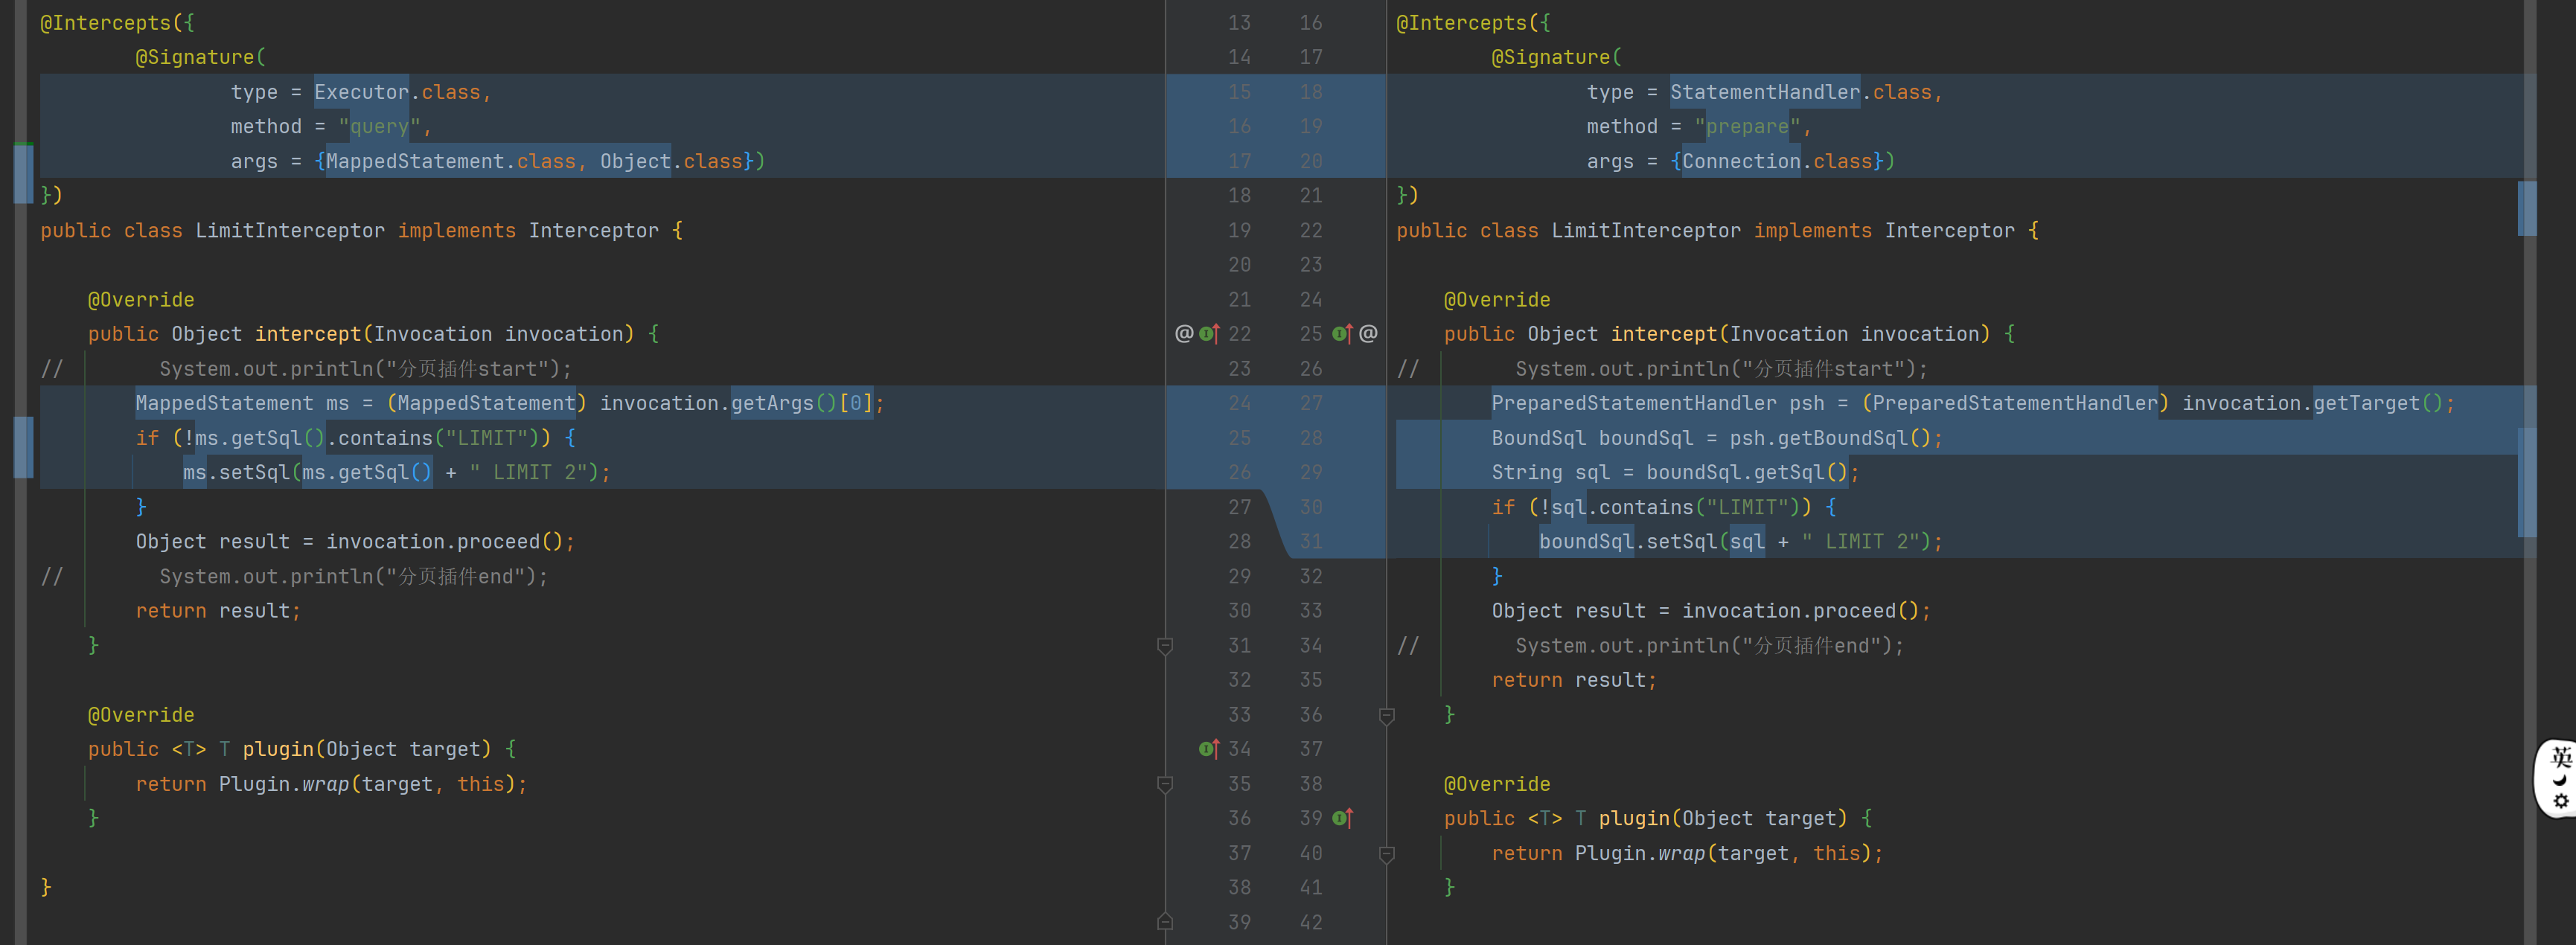 @Intercepts({
@Signature(
type = Executor.class,
method = "query",
args = {MappedStatement.class, Object.class})
})
public class LimitInterceptor implements Interceptor {
@Override
public Object intercept(Invocation invocation) {
// System.out.println("分页插件start");
MappedStatement ms = (MappedStatement) invocation.getArgs()[0];
if (!ms.getSql().contains("LIMIT")) {
ms.setSql(ms.getSql() + " LIMIT 2");
}
Object result = invocation.proceed();
// System.out.println("分页插件end");
return result;
}
@Override
public <T> T plugin(Object target) {
return Plugin.wrap(target, this);
}
}
13 16
14 17
15 18
16 19
17 20
18 21
19 22
20 23
21 24
@ 22 25 @
23 26
24 27
25 28
26 29
27 30
28 31
29 32
30 33
31 34
32 35
33 36
34 37
35 38
36 39
37 40
38 41
39 42
@Intercepts({
@Signature(
type = StatementHandler.class,
method = "prepare",
args = {Connection.class})
})
public class LimitInterceptor implements Interceptor {
@Override
public Object intercept(Invocation invocation) {
// System.out.println("分页插件start");
PreparedStatementHandler psh = (PreparedStatementHandler) invocation.getTarget();
BoundSql boundSql = psh.getBoundSql();
String sql = boundSql.getSql();
if (!sql.contains("LIMIT")) {
boundSql.setSql(sql + " LIMIT 2");
}
Object result = invocation.proceed();
// System.out.println("分页插件end");
return result;
}
@Override
public <T> T plugin(Object target) {
return Plugin.wrap(target, this);
}
英